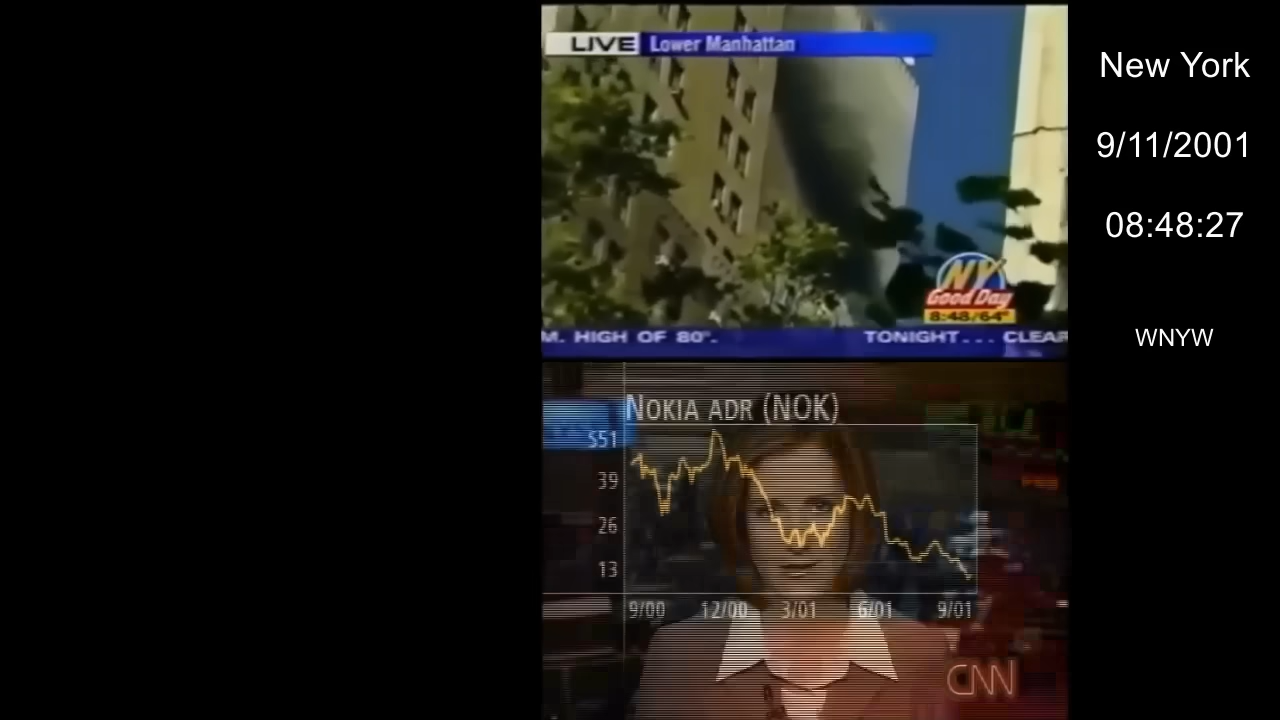 LIVE Lower Manhattan
NY
Good Day
8:48/64°
M. HIGH OF 80°. TONIGHT... CLEAR
New York
9/11/2001
08:48:27
WNYW
NOKIA ADR (NOK)
$51
39
26
13
9/00 12/00 3/01 6/01 9/01
CNN